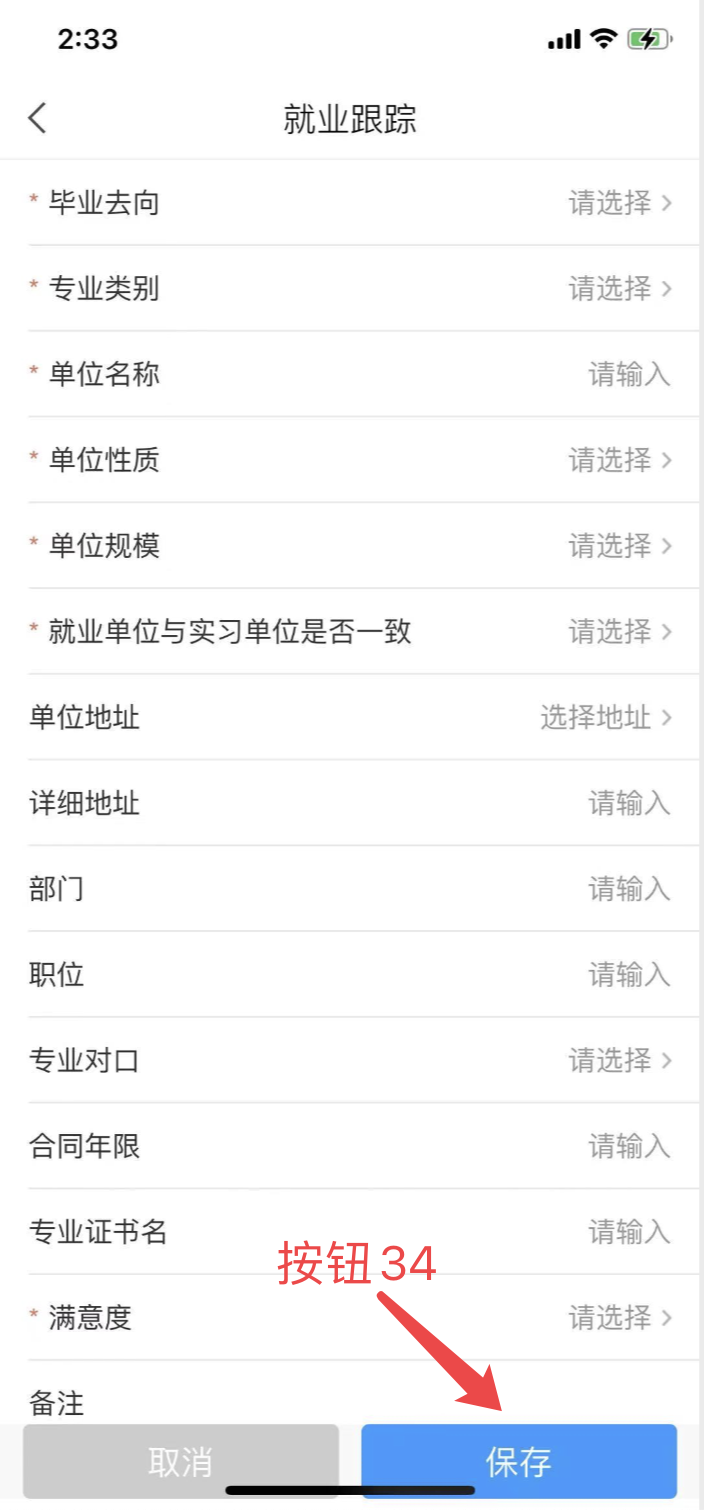 2:33
就业跟踪
* 毕业去向 请选择
* 专业类别 请选择
* 单位名称 请输入
* 单位性质 请选择
* 单位规模 请选择
* 就业单位与实习单位是否一致 请选择
单位地址 选择地址
详细地址 请输入
部门 请输入
职位 请输入
专业对口 请选择
合同年限 请输入
专业证书名 请输入
按钮34
* 满意度 请选择
备注
取消 保存